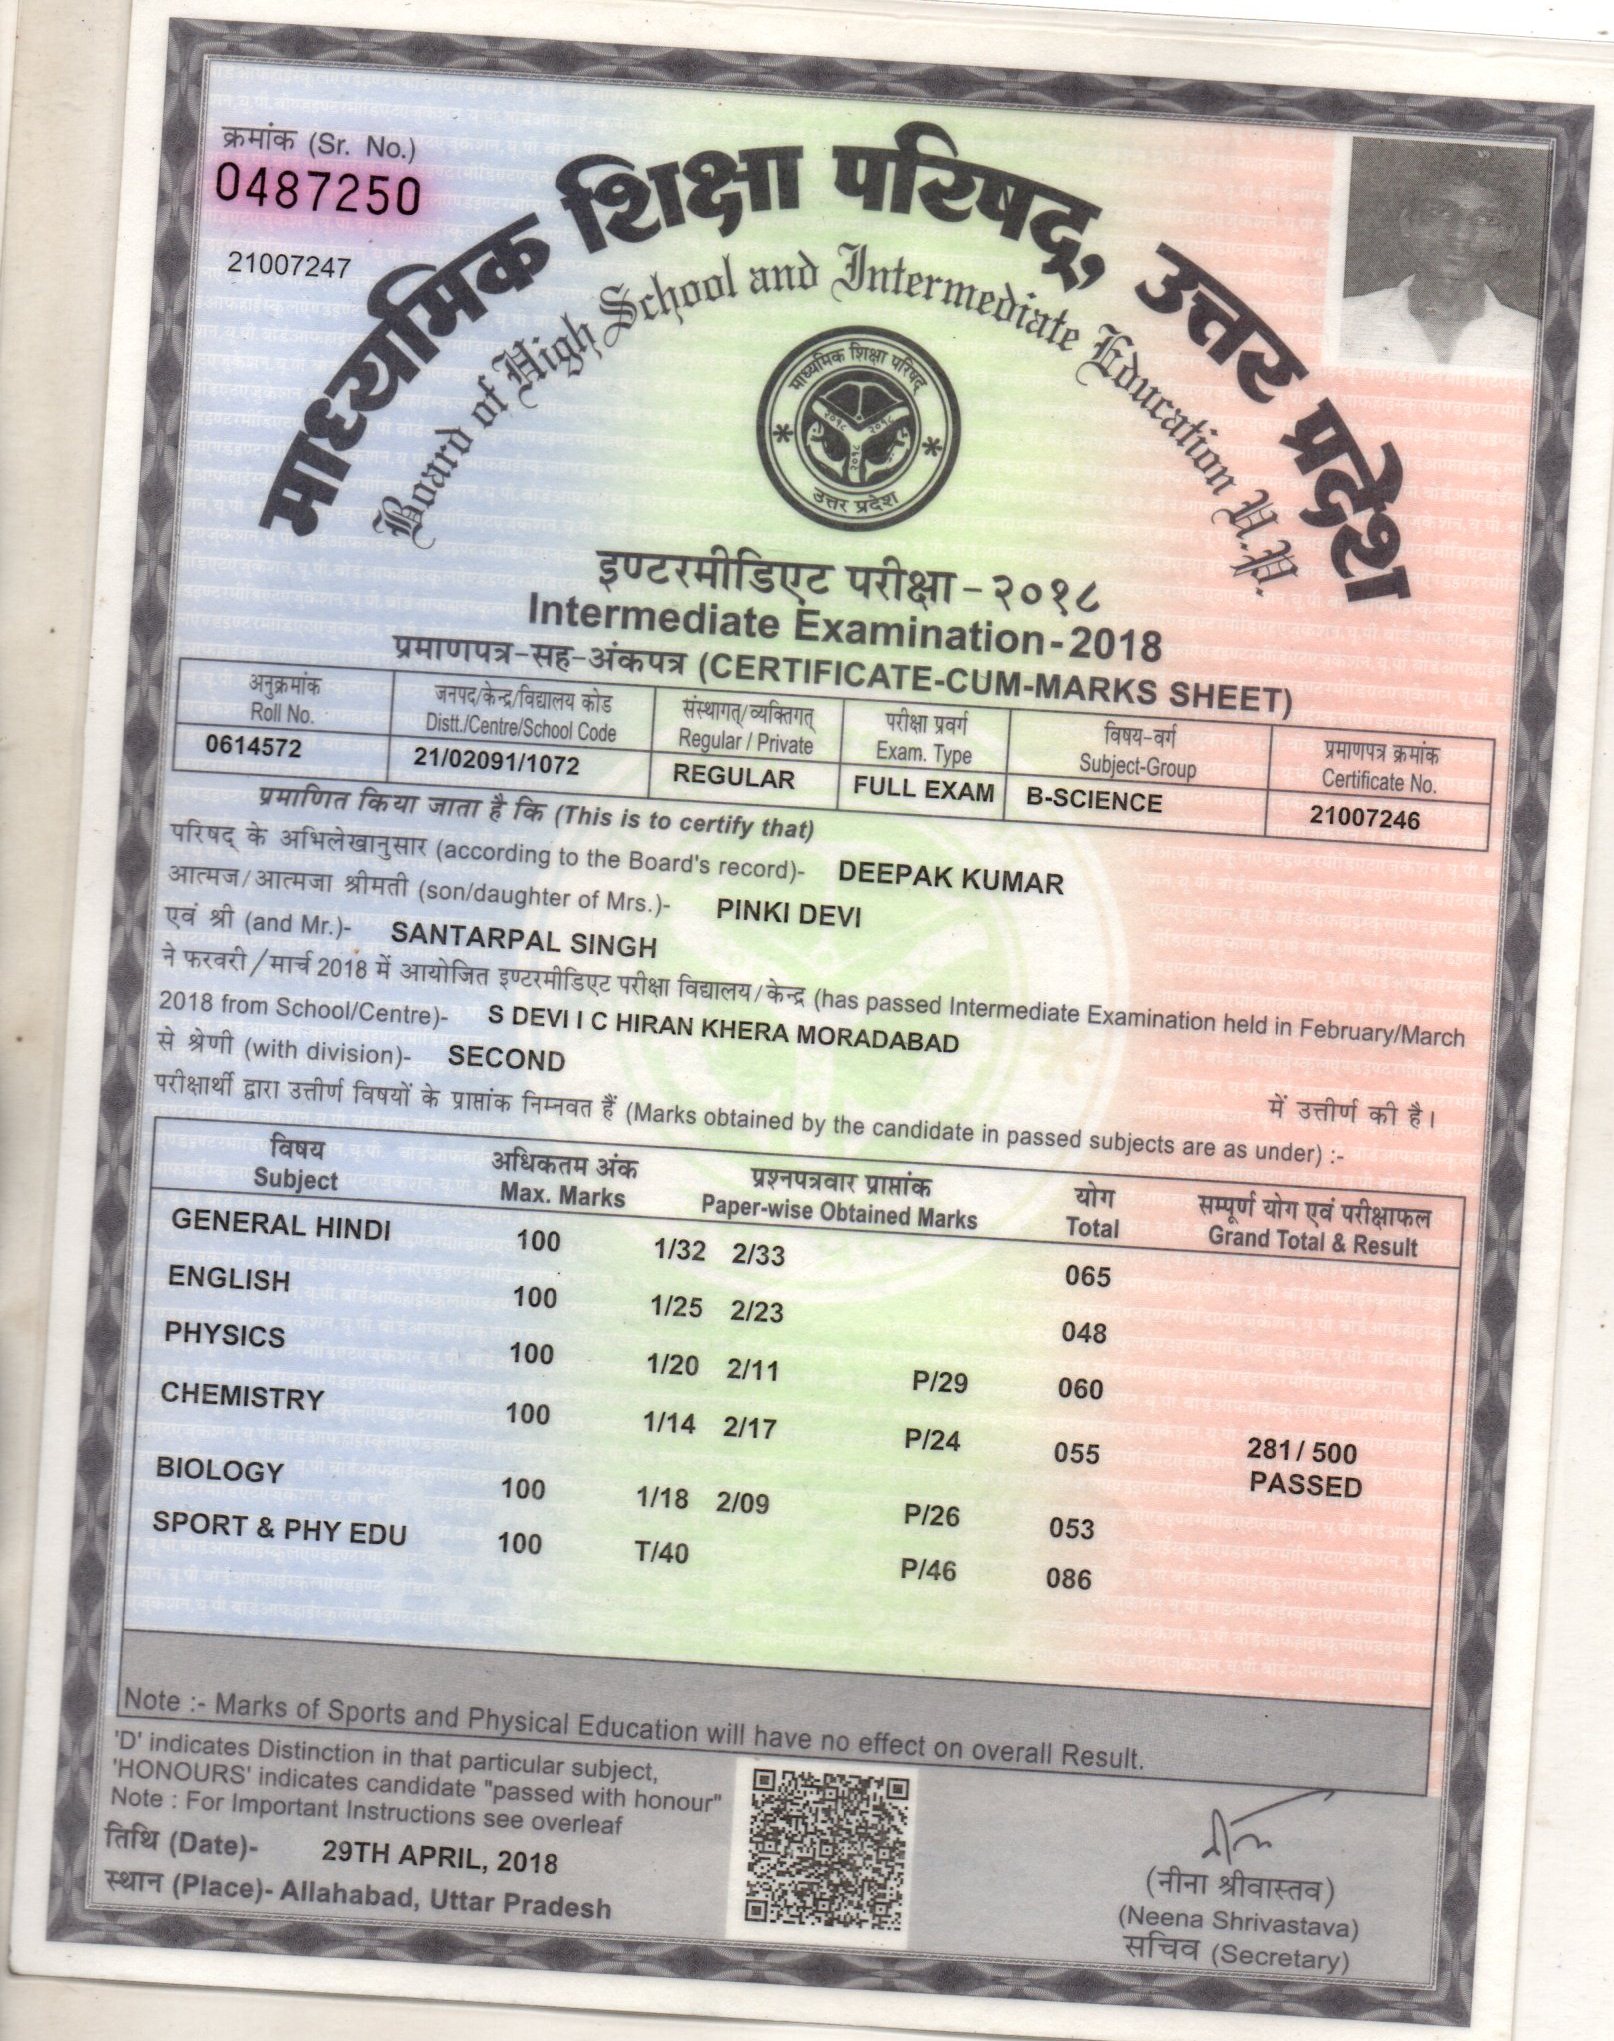 क्रमांक (Sr. No.)
0487250
21007247
माध्यमिक शिक्षा परिषद्, उत्तर प्रदेश
Board of High School and Intermediate Education U.P.
माध्यमिक शिक्षा परिषद्
२०१८ २०१८
२०१८
उत्तर प्रदेश
इण्टरमीडिएट परीक्षा - २०१८
Intermediate Examination - 2018
प्रमाणपत्र-सह-अंकपत्र (CERTIFICATE-CUM-MARKS SHEET)
अनुक्रमांक जनपद/केन्द्र/विद्यालय कोड संस्थागत्/व्यक्तिगत् परीक्षा प्रवर्ग विषय-वर्ग प्रमाणपत्र क्रमांक
Roll No. Distt./Centre/School Code Regular / Private Exam. Type Subject-Group Certificate No.
0614572 21/02091/1072 REGULAR FULL EXAM B-SCIENCE 21007246
प्रमाणित किया जाता है कि (This is to certify that)
परिषद् के अभिलेखानुसार (according to the Board's record)- DEEPAK KUMAR
आत्मज/आत्मजा श्रीमती (son/daughter of Mrs.)- PINKI DEVI
एवं श्री (and Mr.)- SANTARPAL SINGH
ने फरवरी/मार्च 2018 में आयोजित इण्टरमीडिएट परीक्षा विद्यालय/केन्द्र (has passed Intermediate Examination held in February/March
2018 from School/Centre)- S DEVI I C HIRAN KHERA MORADABAD
से श्रेणी (with division)- SECOND में उत्तीर्ण की है।
परीक्षार्थी द्वारा उत्तीर्ण विषयों के प्राप्तांक निम्नवत हैं (Marks obtained by the candidate in passed subjects are as under) :-
विषय अधिकतम अंक प्रश्नपत्रवार प्राप्तांक योग सम्पूर्ण योग एवं परीक्षाफल
Subject Max. Marks Paper-wise Obtained Marks Total Grand Total & Result
GENERAL HINDI 100 1/32 2/33 065
ENGLISH 100 1/25 2/23 048
PHYSICS 100 1/20 2/11 P/29 060
CHEMISTRY 100 1/14 2/17 P/24 055 281/ 500
PASSED
BIOLOGY 100 1/18 2/09 P/26 053
SPORT & PHY EDU 100 T/40 P/46 086
Note :- Marks of Sports and Physical Education will have no effect on overall Result.
'D' indicates Distinction in that particular subject,
'HONOURS' indicates candidate "passed with honour"
Note : For Important Instructions see overleaf
तिथि (Date)- 29TH APRIL, 2018
स्थान (Place)- Allahabad, Uttar Pradesh
(नीना श्रीवास्तव)
(Neena Shrivastava)
सचिव (Secretary)